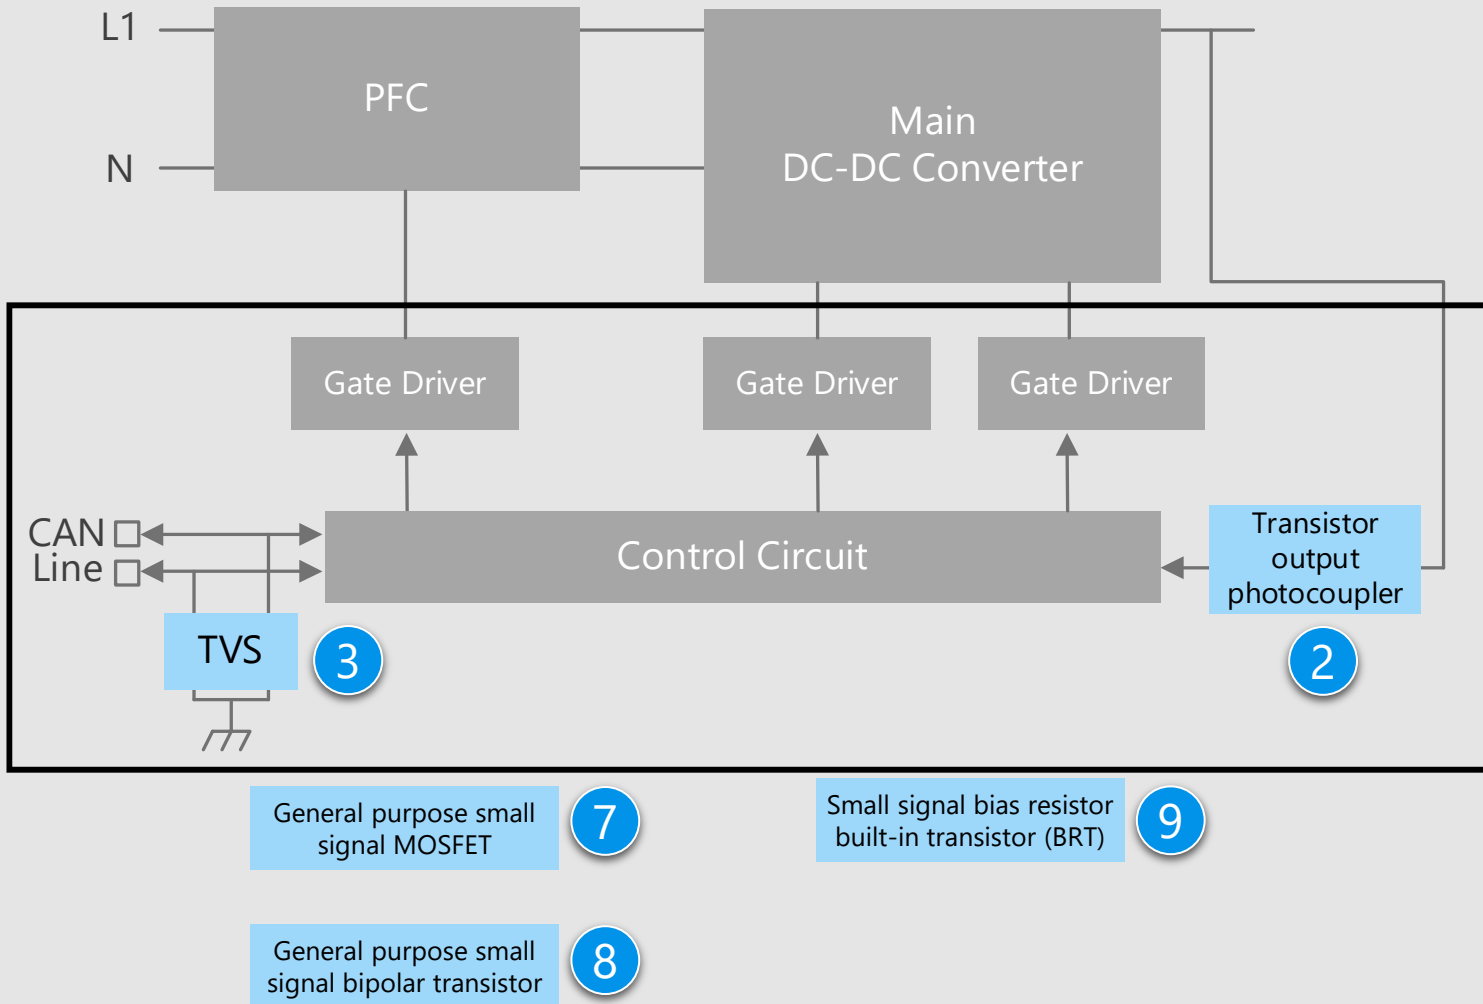 L1
PFC
N
Main
DC-DC Converter
Gate Driver
Gate Driver
Gate Driver
CAN
Line
Control Circuit
Transistor
output
photocoupler
TVS
3
2
General purpose small
signal MOSFET
7
Small signal bias resistor
built-in transistor (BRT)
9
General purpose small
signal bipolar transistor
8